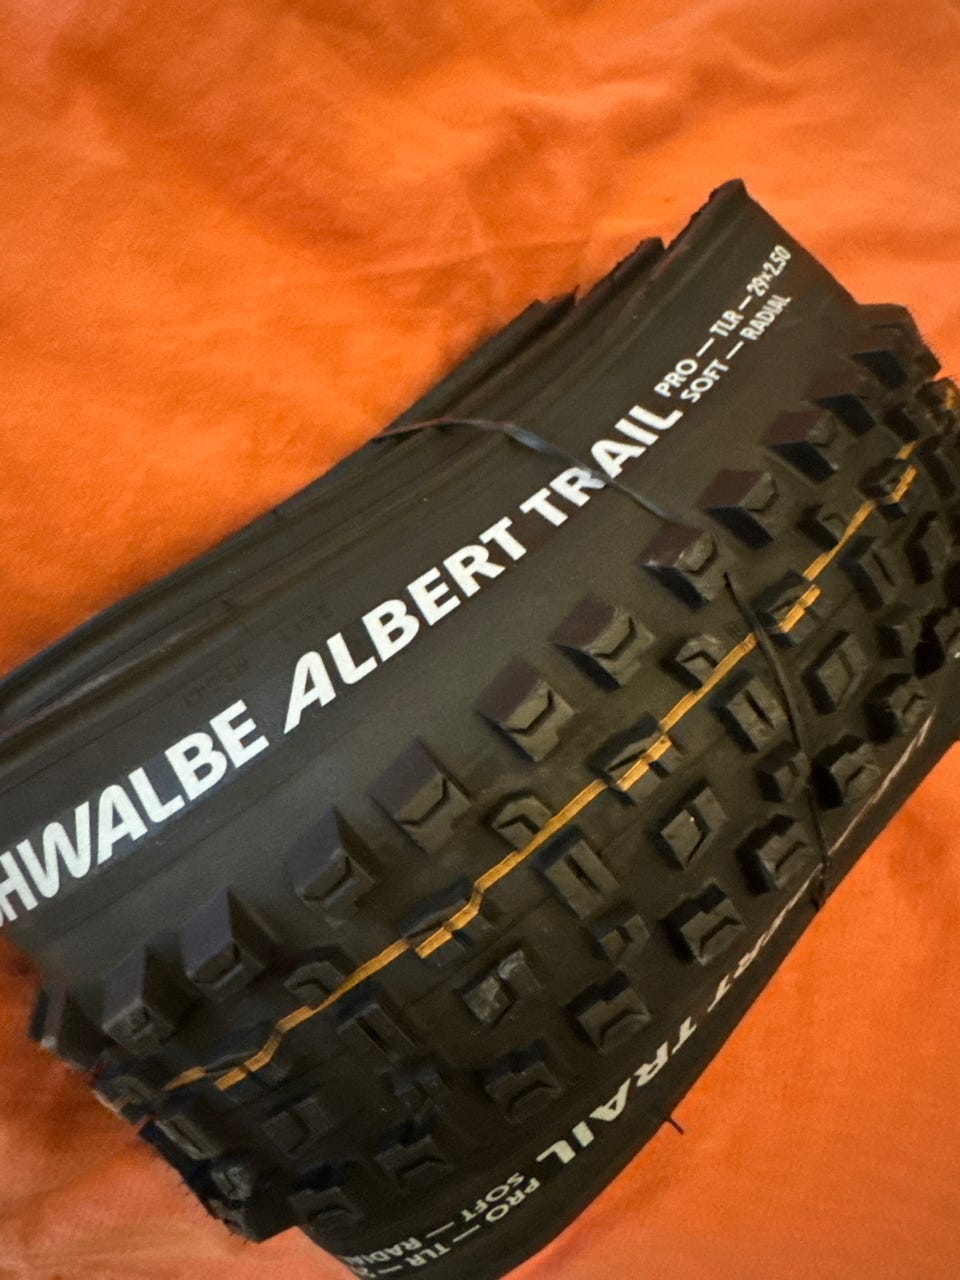 HWALBE ALBERT TRAIL
PRO — TLR — 29x2.50
SOFT — RADIAL
TRAIL
PRO — TLR —
SOFT —